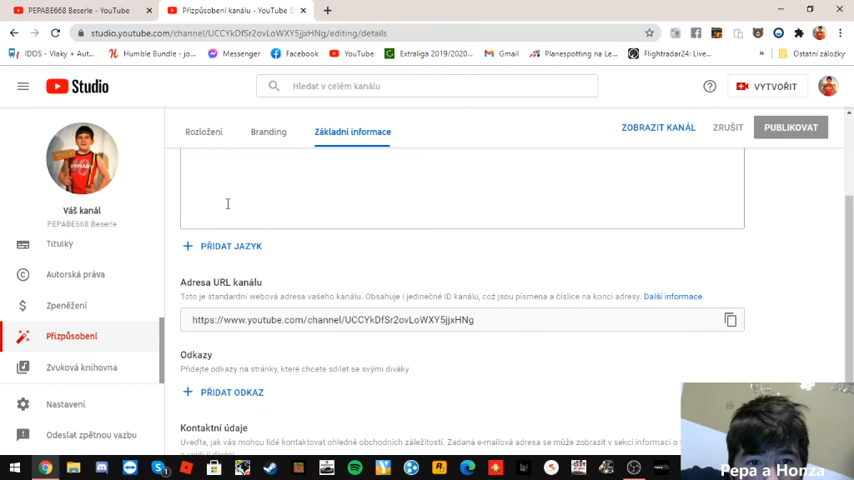 PEPABE668 - YouTube
Přizpůsobení kanálu - YouTube S
studio.youtube.com/channel/UCCYkDfSr2ovLoWXY5jjxHNg/editing/details
IDOS - Vlaky + Aut...
Humble Bundle - jo...
Messenger
Facebook
YouTube
Extraliga 2019/2020...
Gmail
Planespotting na Le...
Flightradar24: Live...
Ostatní záložky
Studio
Hledat v celém kanálu
VYTVOŘIT
Rozložení
Branding
Základní informace
ZOBRAZIT KANÁL
ZRUŠIT
PUBLIKOVAT
Váš kanál
PEPABE668 Beserle
Titulky
Autorská práva
Zpeněžení
Přizpůsobení
Zvuková knihovna
Nastavení
Odeslat zpětnou vazbu
PŘIDAT JAZYK
Adresa URL kanálu
Toto je standardní webová adresa vašeho kanálu. Obsahuje i jedinečné ID kanálu, což jsou písmena a číslice na konci adresy. Další informace
https://www.youtube.com/channel/UCCYkDfSr2ovLoWXY5jjxHNg
Odkazy
Přidejte odkazy na stránky, které chcete sdílet se svými diváky
PŘIDAT ODKAZ
Kontaktní údaje
Uveďte, jak vás mohou lidé kontaktovat ohledně obchodních záležitostí. Zadaná e-mailová adresa se může zobrazit v sekci informací o
Pepa a Honza